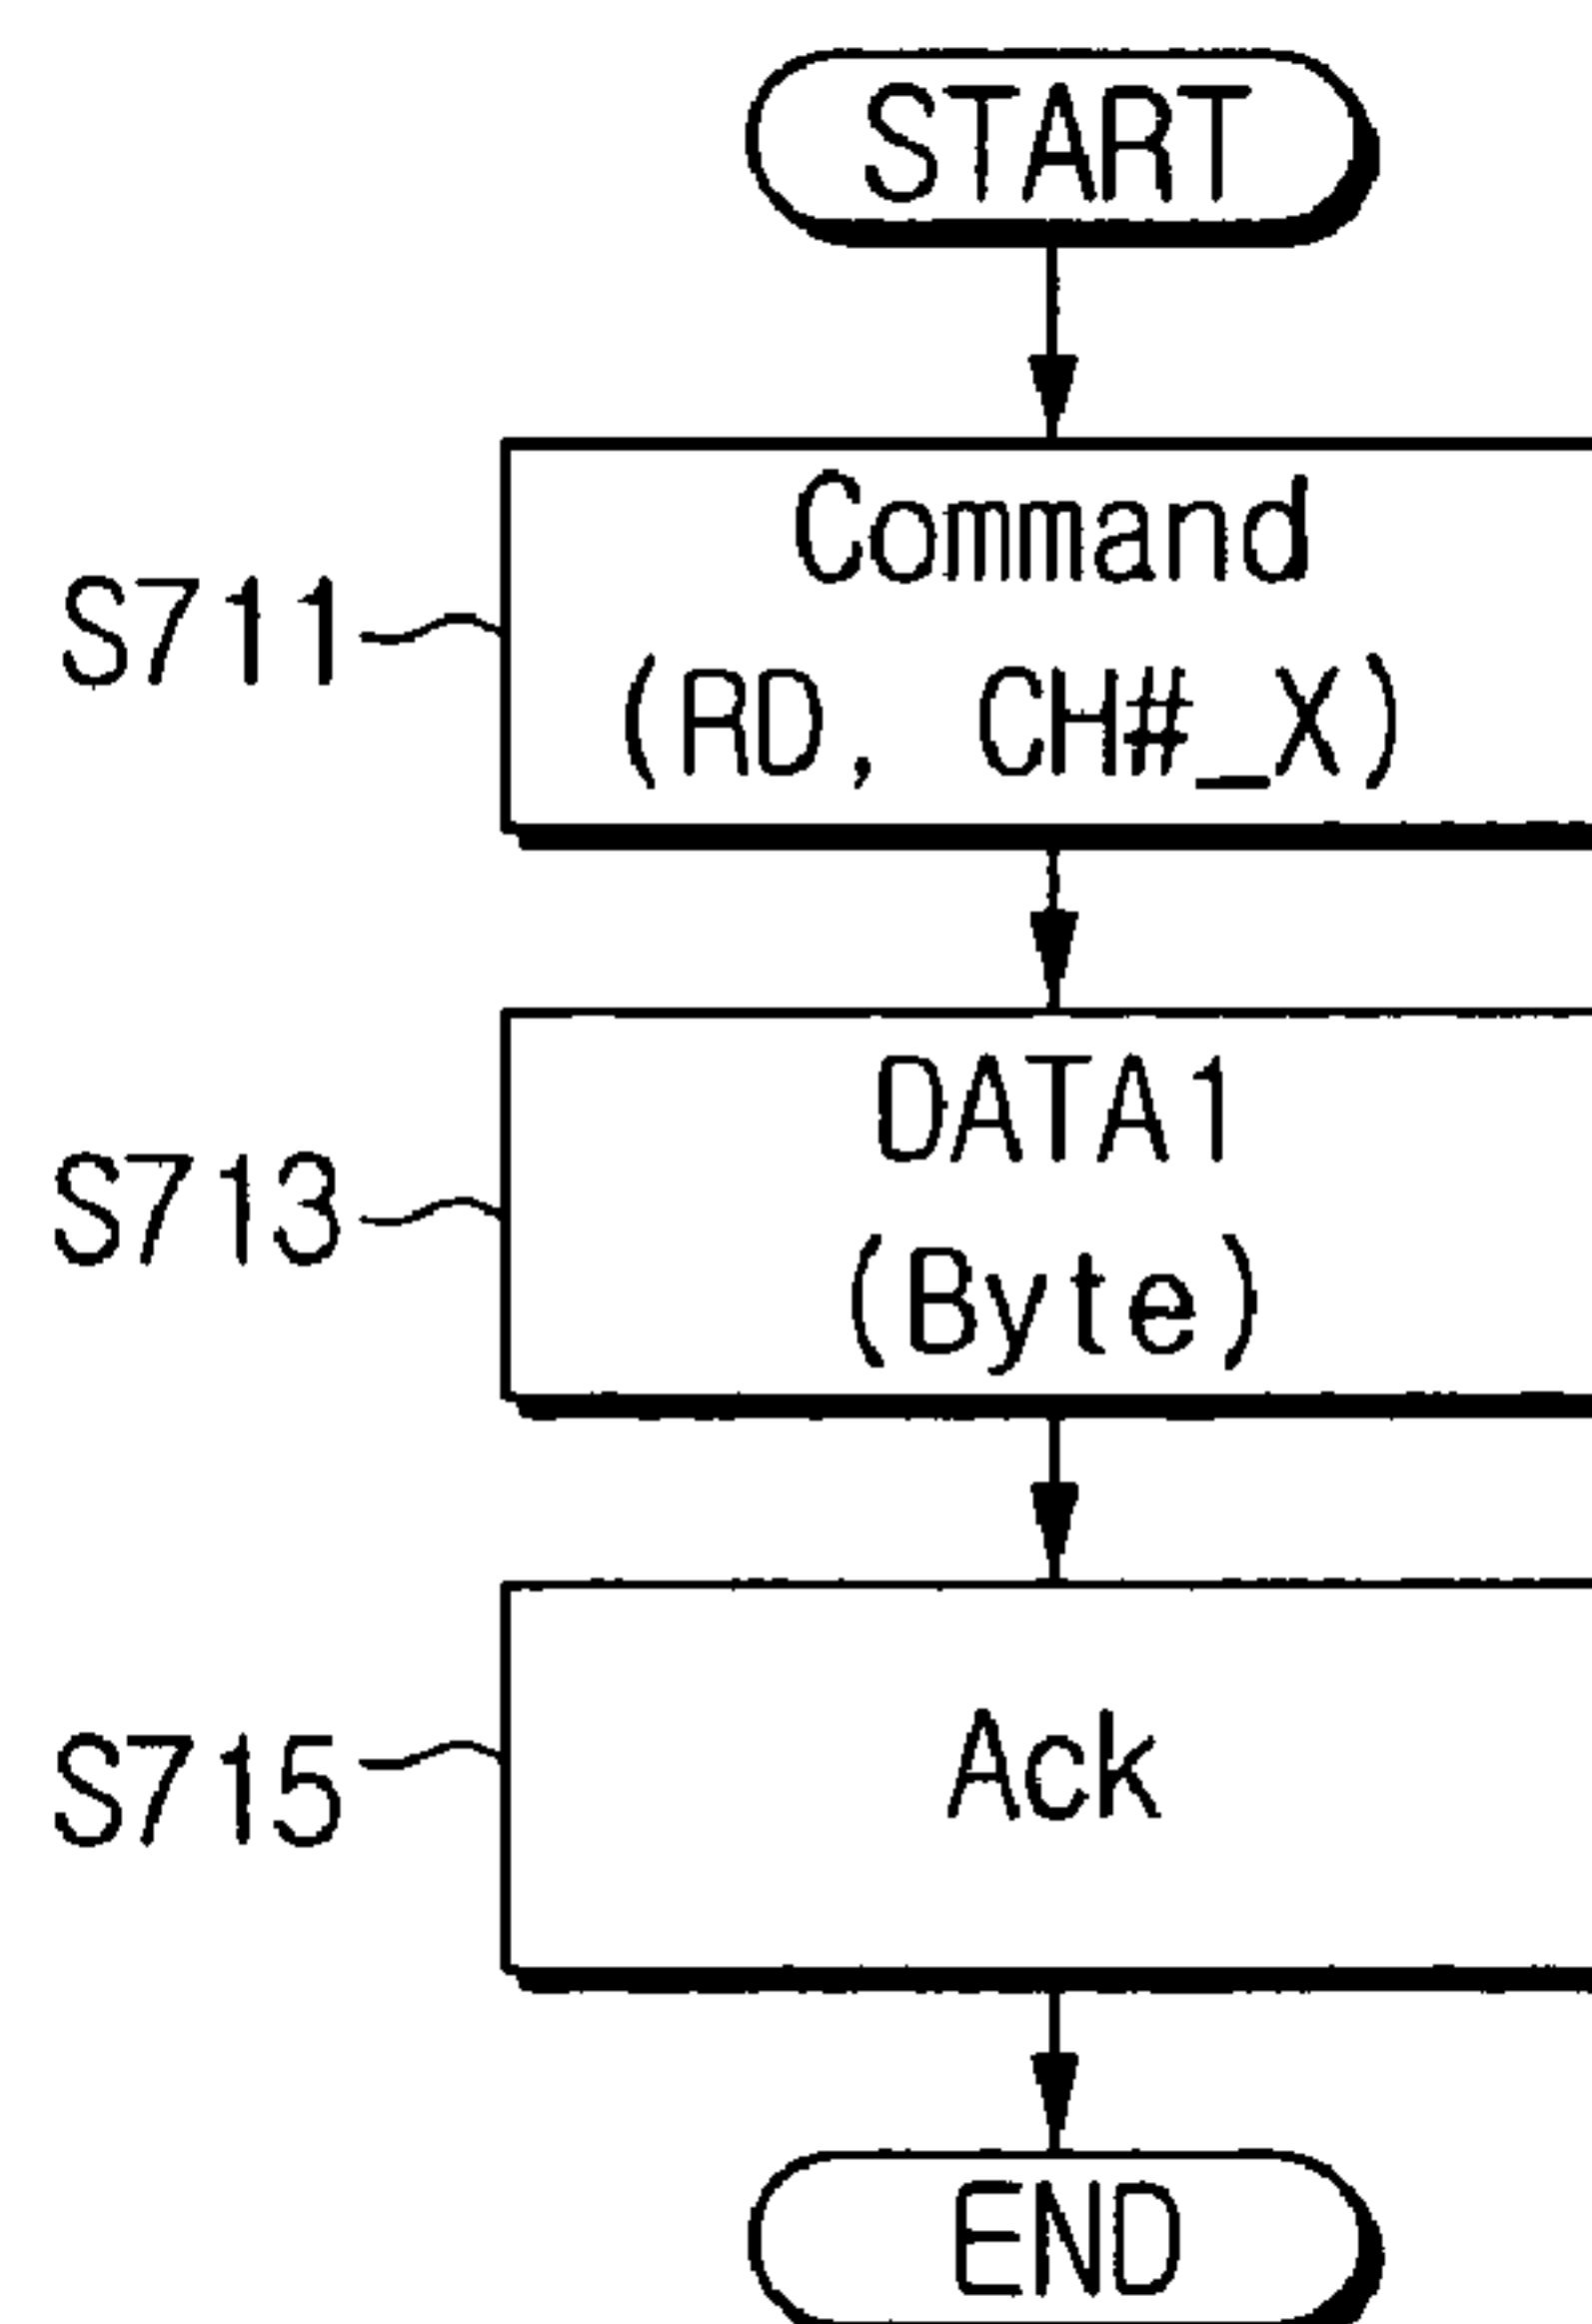 START
Command
S711
(RD, CH#_X)
DATA1
S713
(Byte)
Ack
S715
END